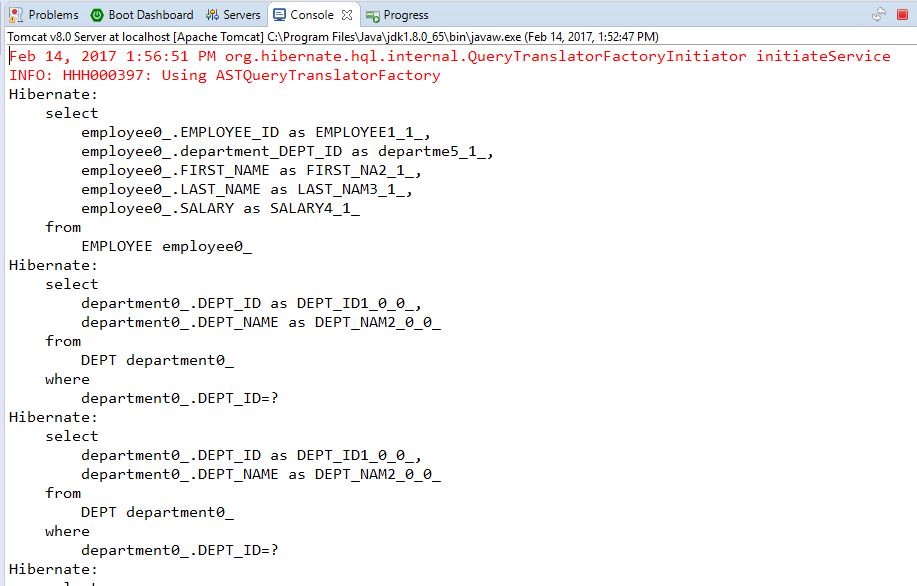 Problems Boot Dashboard Servers Console Progress
Tomcat v8.0 Server at localhost [Apache Tomcat] C:\Program Files\Java\jdk1.8.0_65\bin\javaw.exe (Feb 14, 2017, 1:52:47 PM)
Feb 14, 2017 1:56:51 PM org.hibernate.hql.internal.QueryTranslatorFactoryInitiator initiateService
INFO: HHH000397: Using ASTQueryTranslatorFactory
Hibernate:
    select
        employee0_.EMPLOYEE_ID as EMPLOYEE1_1_,
        employee0_.department_DEPT_ID as departme5_1_,
        employee0_.FIRST_NAME as FIRST_NA2_1_,
        employee0_.LAST_NAME as LAST_NAM3_1_,
        employee0_.SALARY as SALARY4_1_
    from
        EMPLOYEE employee0_
Hibernate:
    select
        department0_.DEPT_ID as DEPT_ID1_0_0_,
        department0_.DEPT_NAME as DEPT_NAM2_0_0_
    from
        DEPT department0_
    where
        department0_.DEPT_ID=?
Hibernate:
    select
        department0_.DEPT_ID as DEPT_ID1_0_0_,
        department0_.DEPT_NAME as DEPT_NAM2_0_0_
    from
        DEPT department0_
    where
        department0_.DEPT_ID=?
Hibernate: